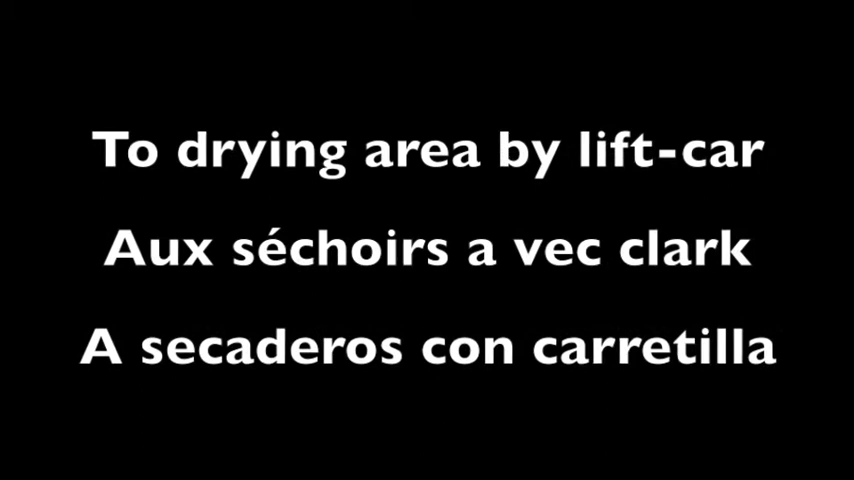 To drying area by lift-car
Aux séchoirs a vec clark
A secaderos con carretilla